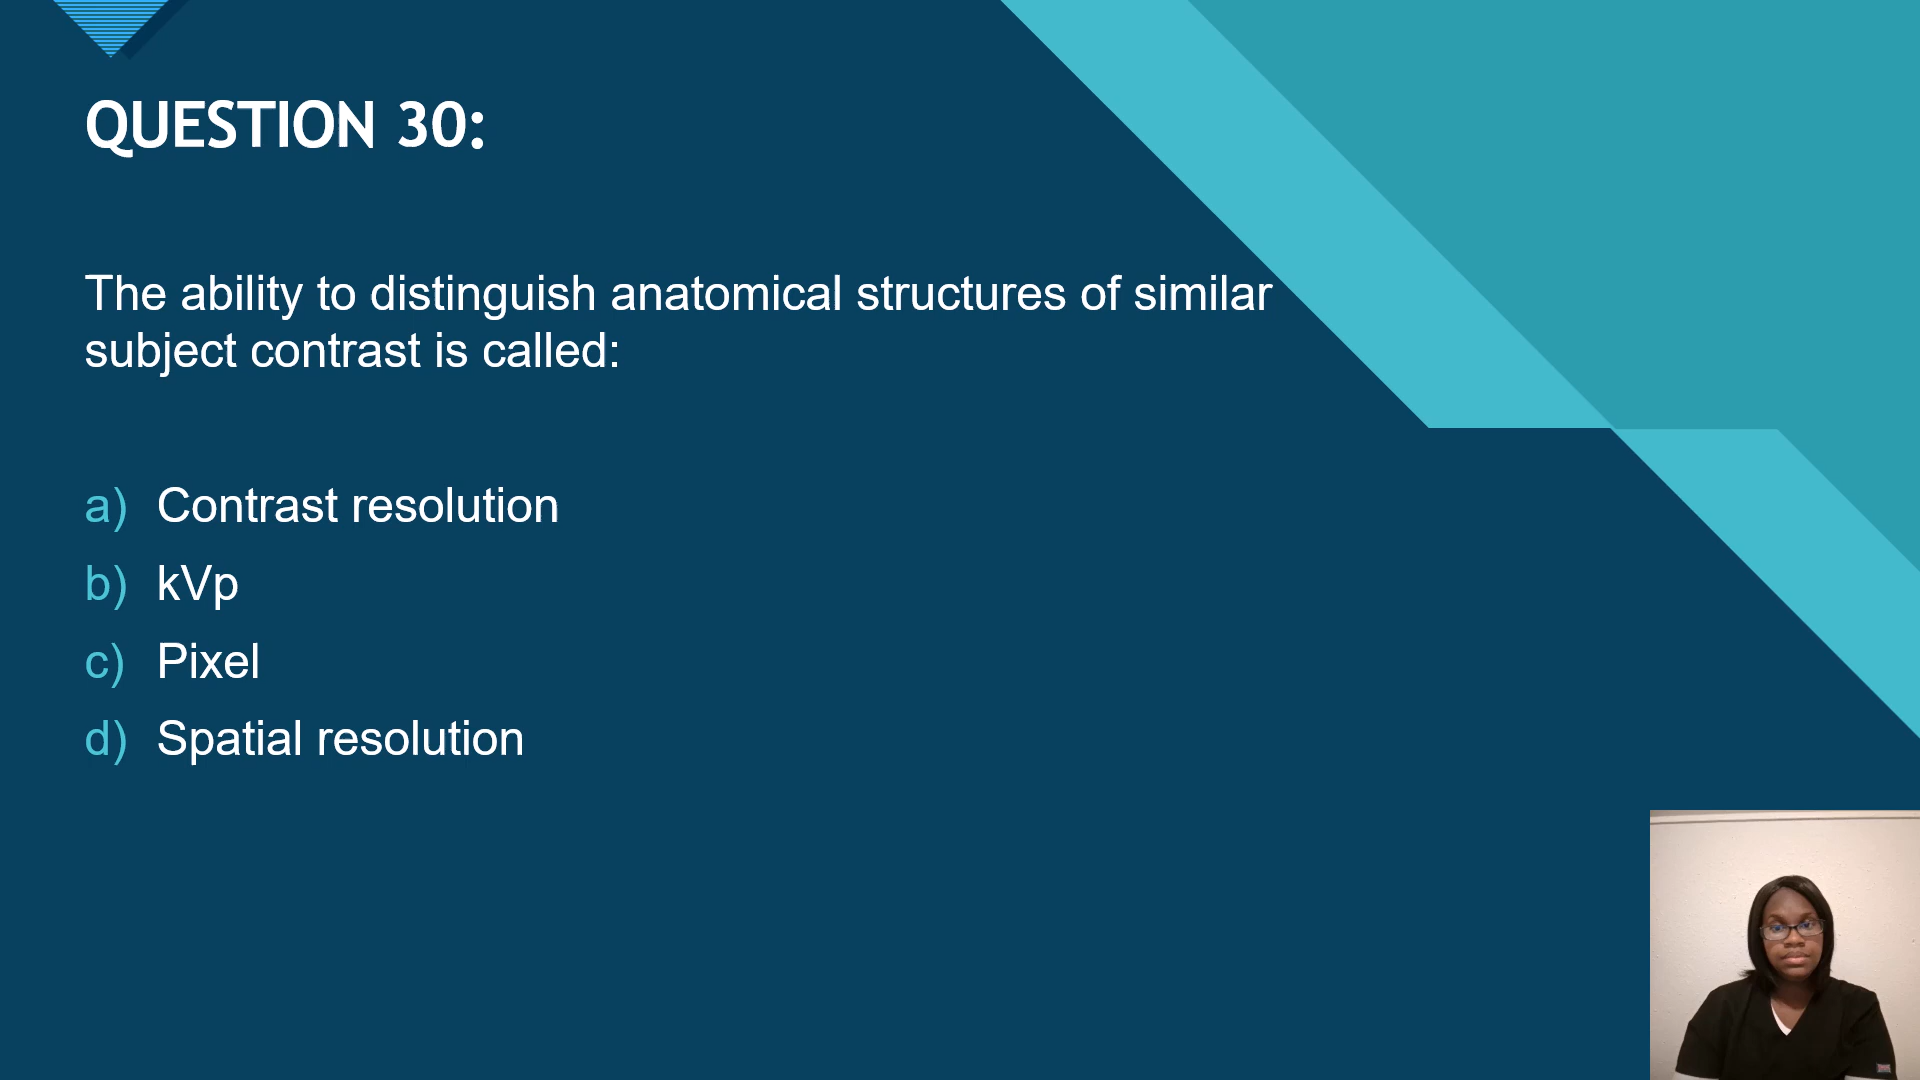 QUESTION 30:
The ability to distinguish anatomical structures of similar
subject contrast is called:
a) Contrast resolution
b) kVp
c) Pixel
d) Spatial resolution